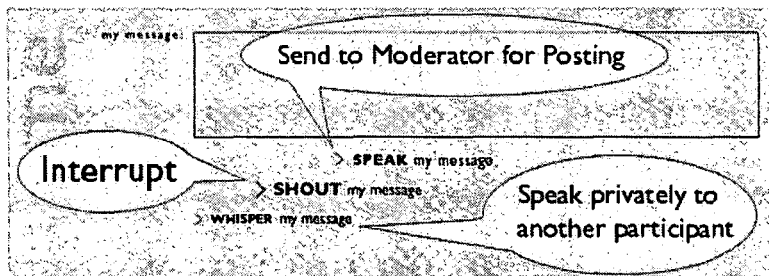 my message:
Send to Moderator for Posting
> SPEAK my message
Interrupt
> SHOUT my message
Speak privately to
another participant
> WHISPER my message